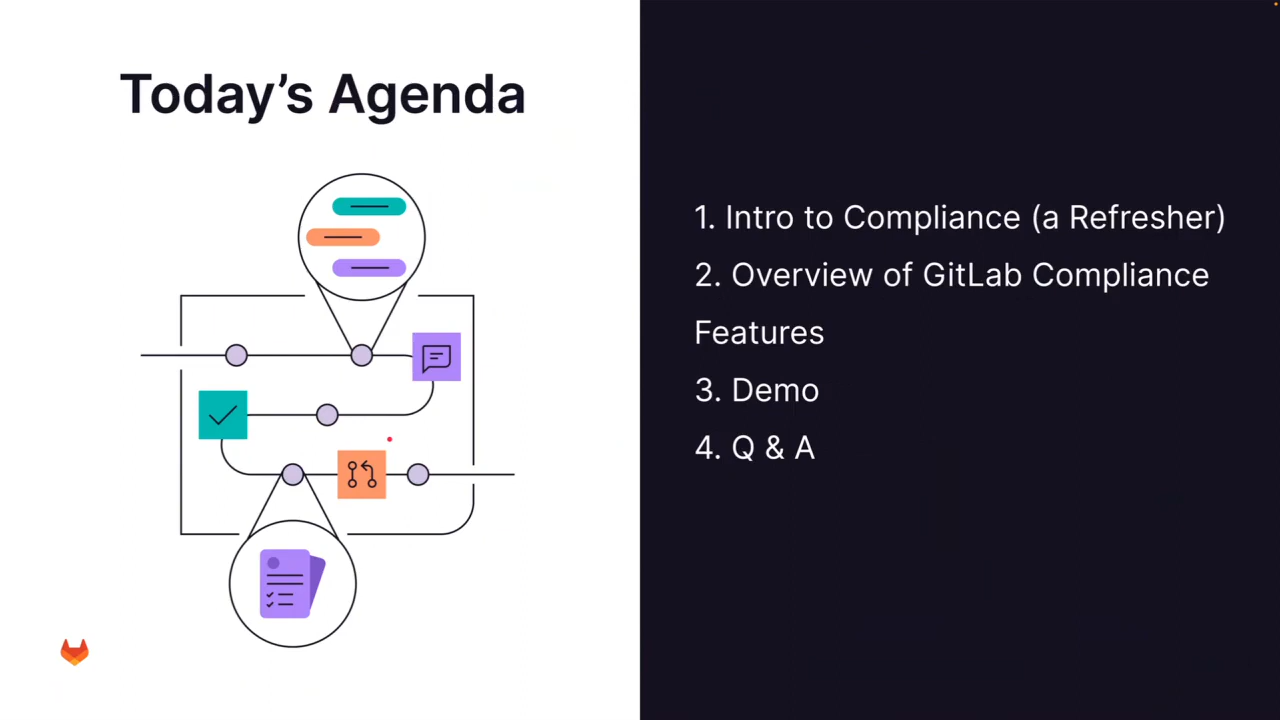 Today’s Agenda
1. Intro to Compliance (a Refresher)
2. Overview of GitLab Compliance
Features
3. Demo
4. Q & A